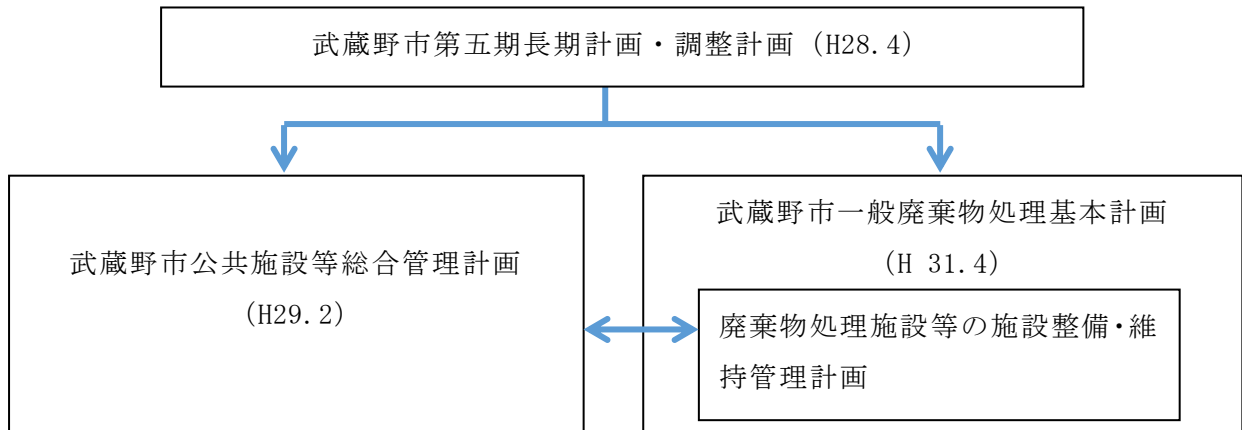 武蔵野市第五期長期計画・調整計画 (H28.4)
武蔵野市公共施設等総合管理計画
(H29.2)
武蔵野市一般廃棄物処理基本計画
(H 31.4)
廃棄物処理施設等の施設整備・維
持管理計画